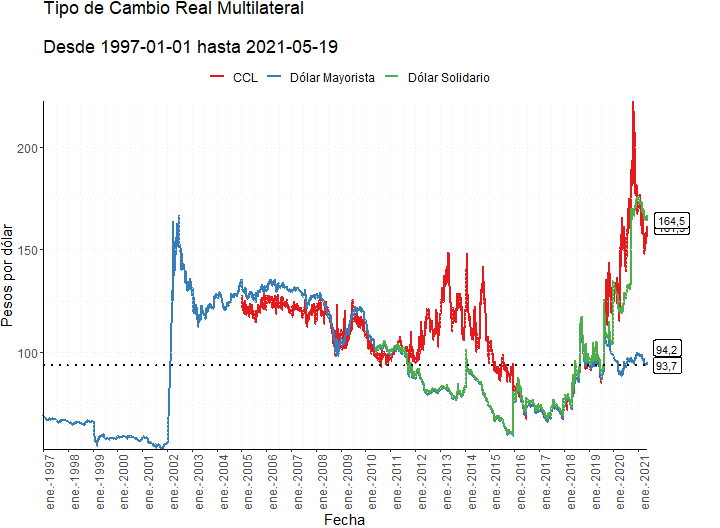 Tipo de Cambio Real Multilateral
Desde 1997-01-01 hasta 2021-05-19
CCL Dólar Mayorista Dólar Solidario
Pesos por dólar
200
150
100
164,5
94,2
93,7
ene.-1997
ene.-1998
ene.-1999
ene.-2000
ene.-2001
ene.-2002
ene.-2003
ene.-2004
ene.-2005
ene.-2006
ene.-2007
ene.-2008
ene.-2009
ene.-2010
ene.-2011
ene.-2012
ene.-2013
ene.-2014
ene.-2015
ene.-2016
ene.-2017
ene.-2018
ene.-2019
ene.-2020
ene.-2021
Fecha